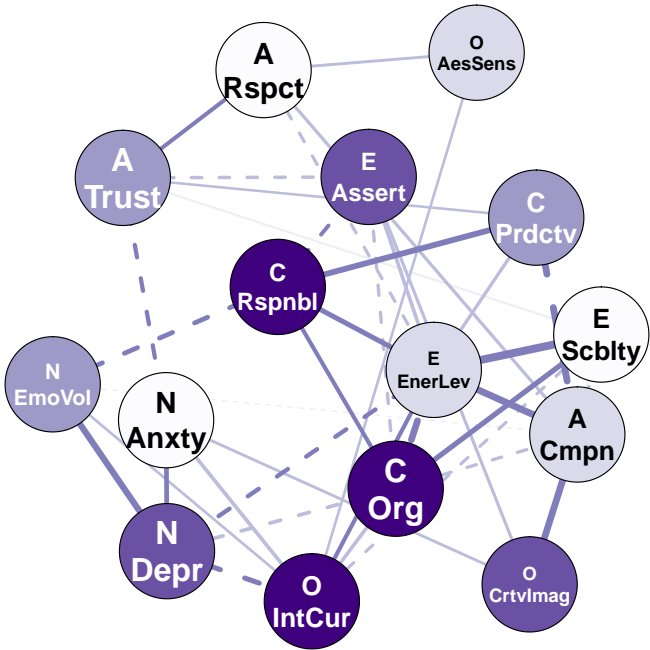 O
AesSens
A
Rspct
A
Trust
E
Assert
C
Prdctv
C
Rspnbl
E
Scblty
E
EnerLev
N
EmoVol
N
Anxty
A
Cmpn
C
Org
N
Depr
O
IntCur
O
CrtvImag